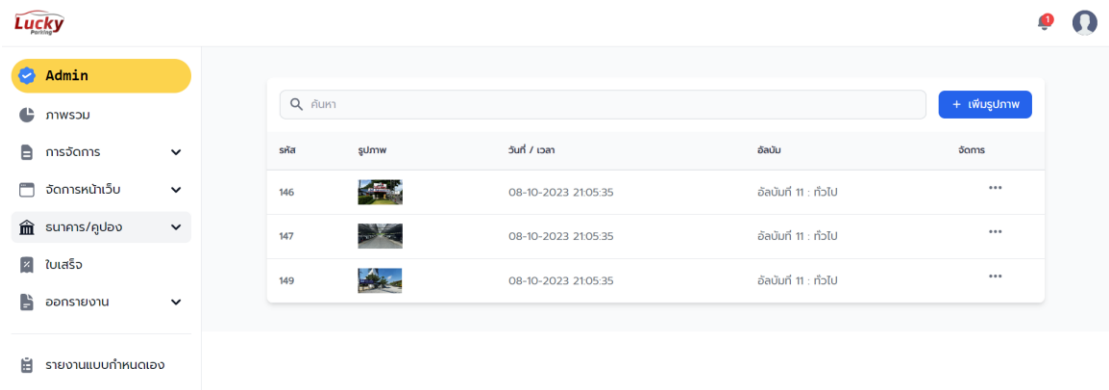 Lucky
Parking
1
Admin
ภาพรวม
การจัดการ
จัดการหน้าเว็บ
ธนาคาร/คูปอง
ใบเสร็จ
ออกรายงาน
รายงานแบบกำหนดเอง
ค้นหา
+ เพิ่มรูปภาพ
รหัส รูปภาพ วันที่ / เวลา อัลบัม จัดการ
146 08-10-2023 21:05:35 อัลบัมที่ 11 : ทั่วไป
147 08-10-2023 21:05:35 อัลบัมที่ 11 : ทั่วไป
149 08-10-2023 21:05:35 อัลบัมที่ 11 : ทั่วไป